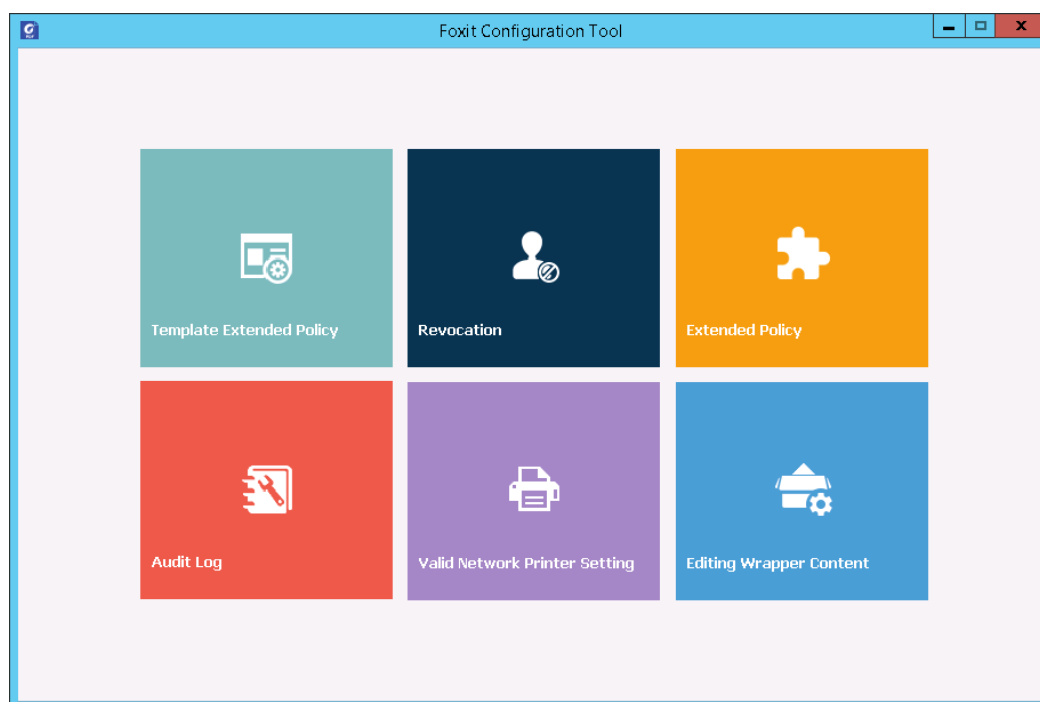 Foxit Configuration Tool
Template Extended Policy
Revocation
Extended Policy
Audit Log
Valid Network Printer Setting
Editing Wrapper Content